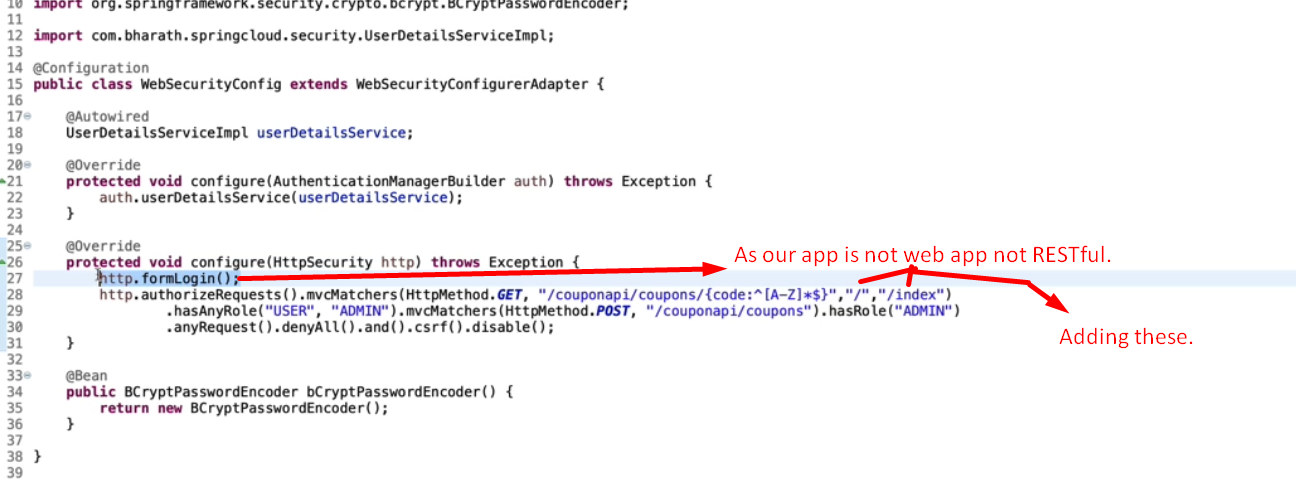 10 import org.springframework.security.crypto.bcrypt.BCryptPasswordEncoder;
11
12 import com.bharath.springcloud.security.UserDetailsServiceImpl;
13
14 @Configuration
15 public class WebSecurityConfig extends WebSecurityConfigurerAdapter {
16
17 @Autowired
18 UserDetailsServiceImpl userDetailsService;
19
20 @Override
21 protected void configure(AuthenticationManagerBuilder auth) throws Exception {
22 auth.userDetailsService(userDetailsService);
23 }
24
25 @Override
26 protected void configure(HttpSecurity http) throws Exception {
As our app is not web app not RESTful.
27 http.formLogin();
28 http.authorizeRequests().mvcMatchers(HttpMethod.GET, "/couponapi/coupons/{code:^[A-Z]*$}","/","/index")
29 .hasAnyRole("USER", "ADMIN").mvcMatchers(HttpMethod.POST, "/couponapi/coupons").hasRole("ADMIN")
30 .anyRequest().denyAll().and().csrf().disable();
Adding these.
31 }
32
33 @Bean
34 public BCryptPasswordEncoder bCryptPasswordEncoder() {
35 return new BCryptPasswordEncoder();
36 }
37
38 }
39